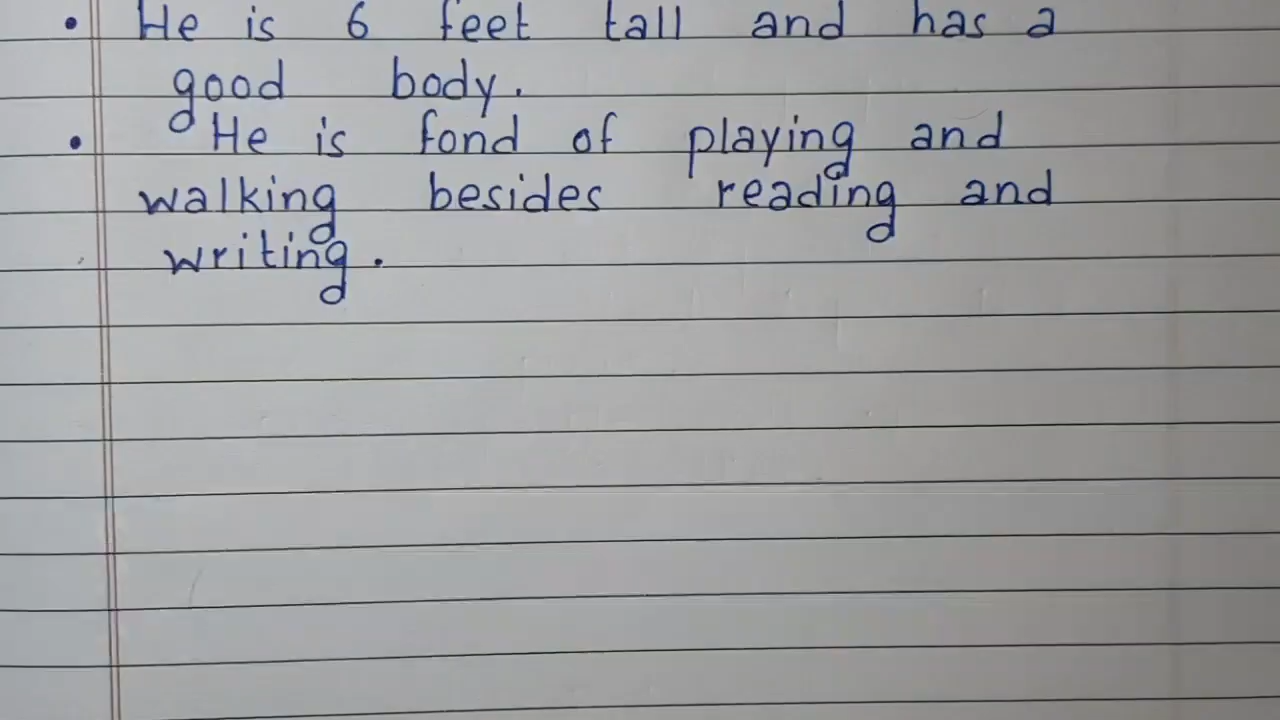 • He is 6 feet tall and has a
good body.
• He is fond of playing and
walking besides reading and
writing.